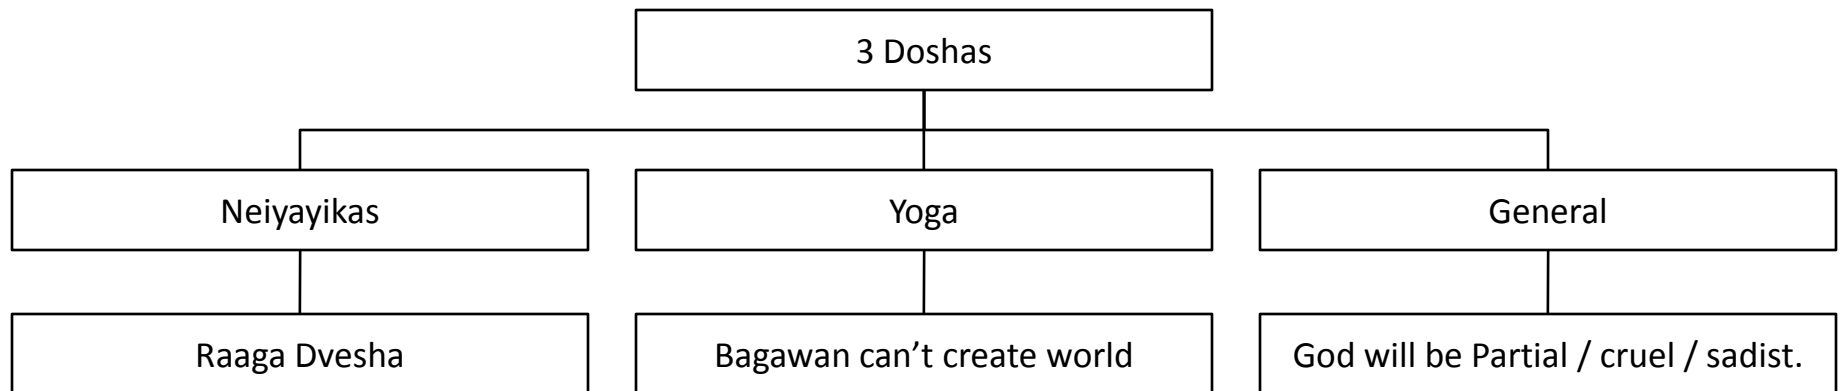 3 Doshas
Neiyayikas
Yoga
General
Raaga Dvesha
Bagawan can’t create world
God will be Partial / cruel / sadist.